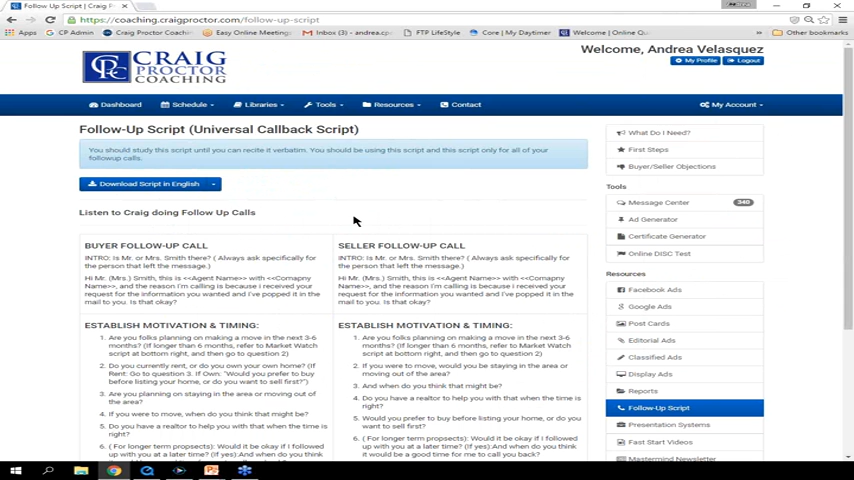 Follow Up Script | Craig Pr
https://coaching.craigproctor.com/follow-up-script
Apps CP Admin Craig Proctor Coachin Easy Online Meeting Inbox (3) - andrea.cp FTP LifeStyle Core | My Daytimer Welcome | Online Qu » Other bookmarks
CRAIG
PROCTOR
COACHING
Welcome, Andrea Velasquez
My Profile Logout
Dashboard Schedule Libraries Tools Resources Contact My Account
Follow-Up Script (Universal Callback Script)
You should study this script until you can recite it verbatim. You should be using this script and this script only for all of your
followup calls.
Download Script in English
Listen to Craig doing Follow Up Calls
BUYER FOLLOW-UP CALL
INTRO: Is Mr. or Mrs. Smith there? ( Always ask specifically for
the person that left the message.)
Hi Mr. (Mrs.) Smith, this is <<Agent Name>> with <<Comapny
Name>>, and the reason I'm calling is because i received your
request for the information you wanted and I've popped it in the
mail to you. Is that okay?
ESTABLISH MOTIVATION & TIMING:
1. Are you folks planning on making a move in the next 3-6
months? (If longer than 6 months, refer to Market Watch
script at bottom right, and then go to question 2)
2. Do you currently rent, or do you own your own home? (If
Rent: Go to question 3. If Own: "Would you prefer to buy
before listing your home, or do you want to sell first?")
3. Are you planning on staying in the area or moving out of
the area?
4. If you were to move, when do you think that might be?
5. Do you have a realtor to help you with that when the time is
right?
6. ( For longer term propsects): Would it be okay if I followed
up with you at a later time? (If yes):And when do you think
SELLER FOLLOW-UP CALL
INTRO: Is Mr. or Mrs. Smith there? ( Always ask specifically for
the person that left the message.)
Hi Mr. (Mrs.) Smith, this is <<Agent Name>> with <<Comapny
Name>>, and the reason I'm calling is because i received your
request for the information you wanted and I've popped it in the
mail to you. Is that okay?
ESTABLISH MOTIVATION & TIMING:
1. Are you folks planning on making a move in the next 3-6
months? (If longer than 6 months, refer to Market Watch
script at bottom right, and then go to question 2)
2. If you were to move, would you be staying in the area or
moving out of the area?
3. And when do you think that might be?
4. Do you have a realtor to help you with that when the time is
right?
5. Would you prefer to buy before listing your home, or do you
want to sell first?
6. ( For longer term propsects): Would it be okay if I followed
up with you at a later time? (If yes):And when do you think
it would be a good time for me to call you back?
What Do I Need?
First Steps
Buyer/Seller Objections
Tools
Message Center 340
Ad Generator
Certificate Generator
Online DISC Test
Resources
Facebook Ads
Google Ads
Post Cards
Editorial Ads
Classified Ads
Display Ads
Reports
Follow-Up Script
Presentation Systems
Fast Start Videos
Mastermind Newsletter